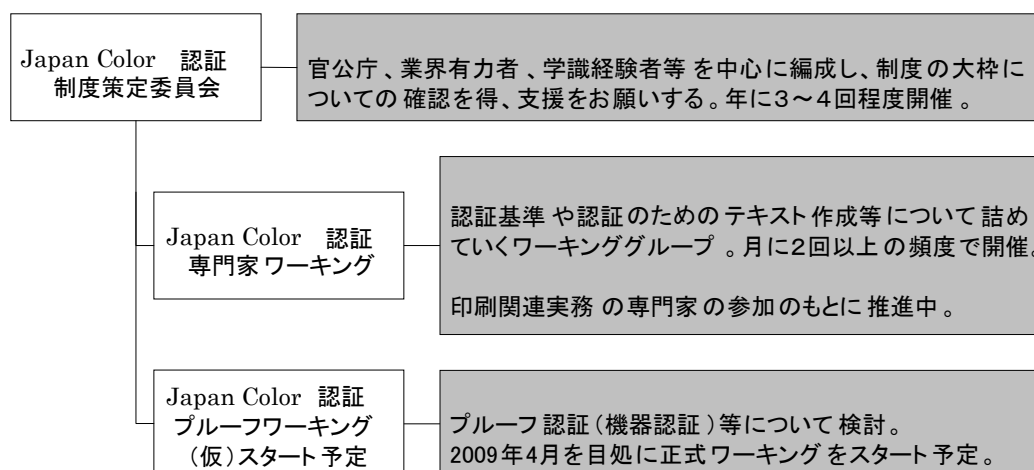 Japan Color 認証
制度策定委員会
官公庁、業界有力者、学識経験者等を中心に編成し、制度の大枠に
ついての確認を得、支援をお願いする。年に3~4回程度開催。
Japan Color 認証
専門家ワーキング
認証基準や認証のためのテキスト作成等について詰め
ていくワーキンググループ。月に2回以上の頻度で開催。
印刷関連実務の専門家の参加のもとに推進中。
Japan Color 認証
プルーフワーキング
(仮)スタート予定
プルーフ認証(機器認証)等について検討。
2009年4月を目処に正式ワーキングをスタート予定。